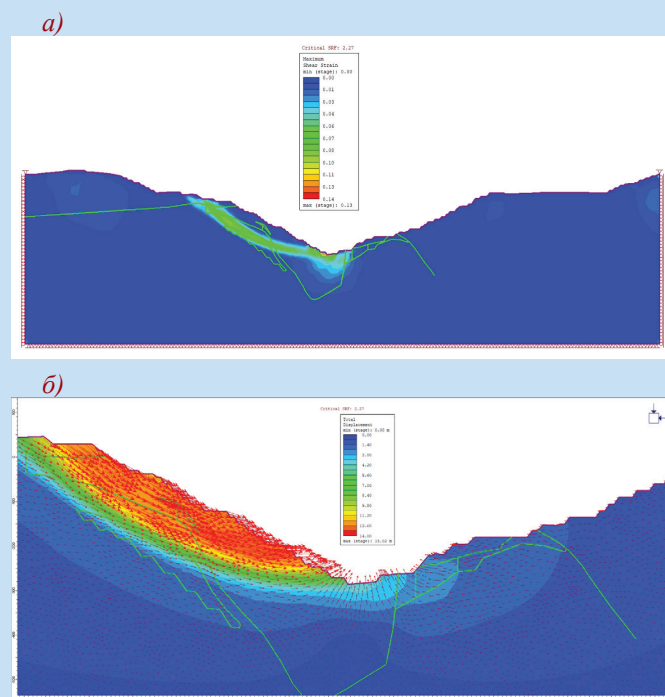 а)
Critical SRF: 2.27
Maximum
Shear Strain
min (stage): 0.00
0.00
0.01
0.03
0.04
0.06
0.07
0.08
0.10
0.11
0.13
0.14
max (stage): 0.13
б)
Critical SRF: 2.27
Total
Displacement
min (stage): 0.00 m
0.00
1.40
2.80
4.20
5.60
7.00
8.40
9.80
11.20
12.60
14.00